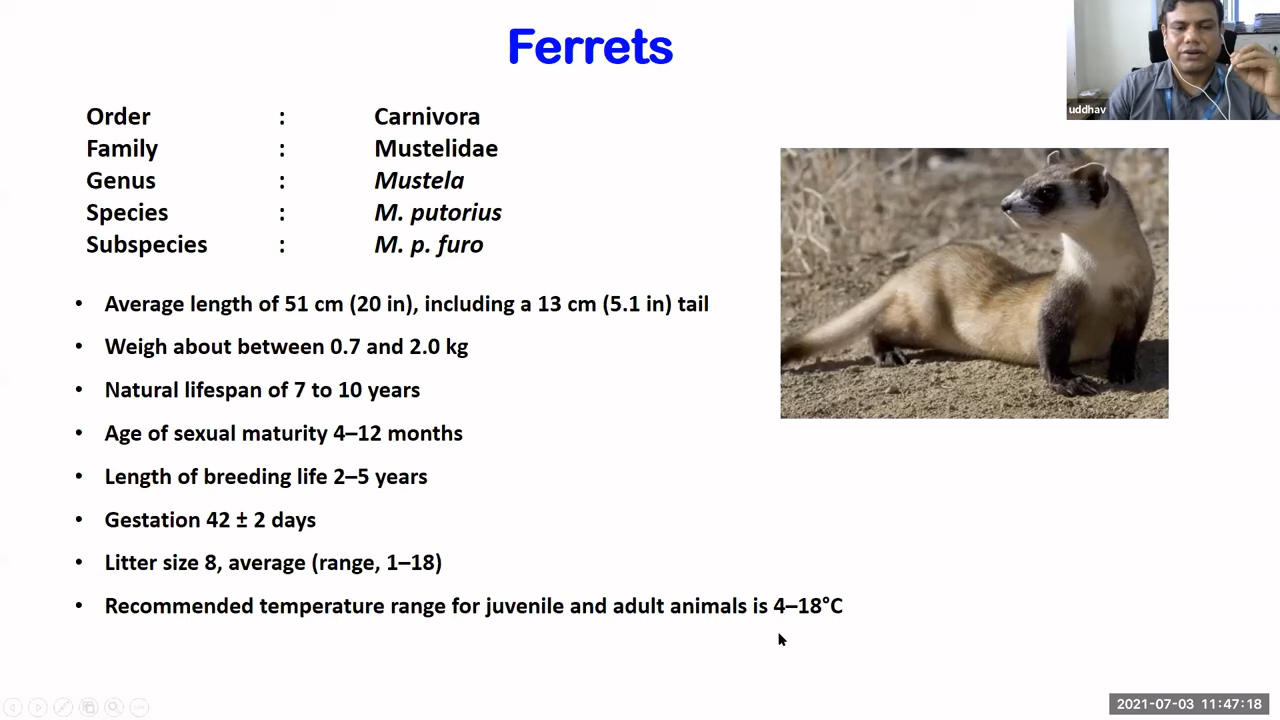 Ferrets
uddhav
Order : Carnivora
Family : Mustelidae
Genus : Mustela
Species : M. putorius
Subspecies : M. p. furo
• Average length of 51 cm (20 in), including a 13 cm (5.1 in) tail
• Weigh about between 0.7 and 2.0 kg
• Natural lifespan of 7 to 10 years
• Age of sexual maturity 4–12 months
• Length of breeding life 2–5 years
• Gestation 42 ± 2 days
• Litter size 8, average (range, 1–18)
• Recommended temperature range for juvenile and adult animals is 4–18°C
2021-07-03 11:47:18